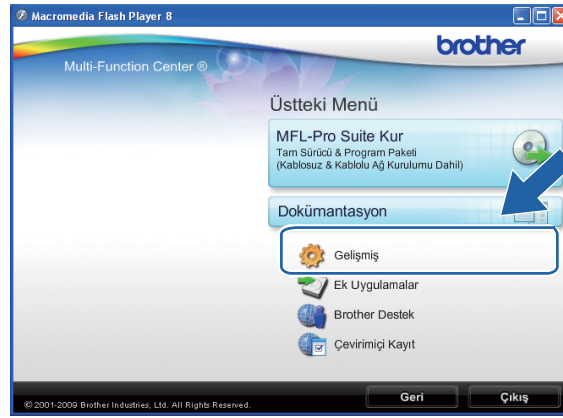 Macromedia Flash Player 8
brother
Multi-Function Center ®
Üstteki Menü
MFL-Pro Suite Kur
Tam Sürücü & Program Paketi
(Kablosuz & Kablolu Ağ Kurulumu Dahil)
Dokümantasyon
Gelişmiş
Ek Uygulamalar
Brother Destek
Çevirimiçi Kayıt
© 2001-2009 Brother Industries, Ltd. All Rights Reserved.
Geri
Çıkış